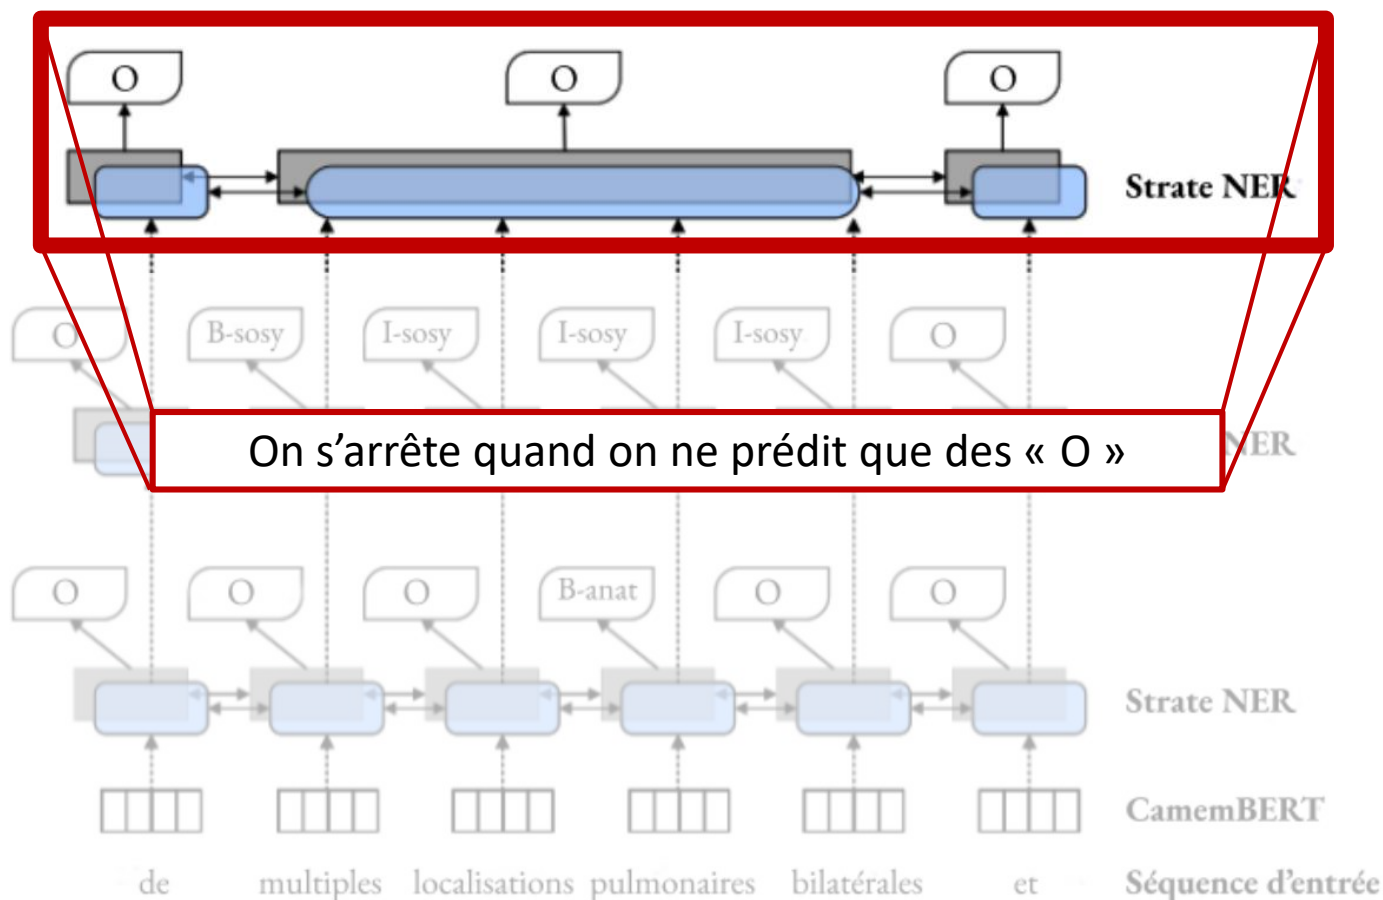 O O O
Strate NER
O B-sosy I-sosy I-sosy I-sosy O
On s’arrête quand on ne prédit que des « O »
NER
O O O B-anat O O
Strate NER
CamemBERT
de multiples localisations pulmonaires bilatérales et Séquence d’entrée